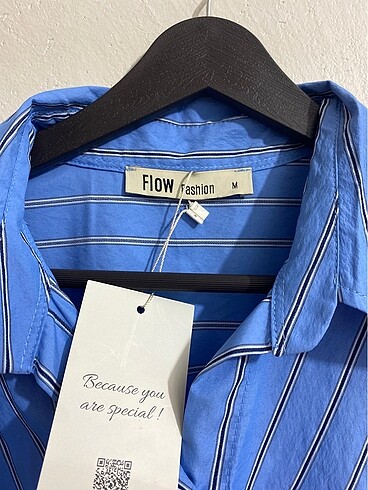 Flow Fashion M
Because you
are special !